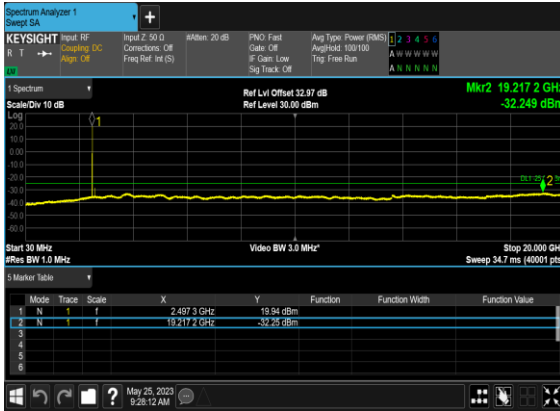 Spectrum Analyzer 1
Swept SA
+
KEYSIGHT
R T
Input: RF
Coupling: DC
Align: Off
Input Z: 50 Ω
Corrections: Off
Freq Ref: Int (S)
#Atten: 20 dB
PNO: Fast
Gate: Off
IF Gain: Low
Sig Track: Off
Avg Type: Power (RMS)
Avg|Hold: 100/100
Trig: Free Run
1 2 3 4 5 6
A W W W W W
A N N N N N
1 Spectrum
Scale/Div 10 dB
Ref Lvl Offset 32.97 dB
Ref Level 30.00 dBm
Mkr2 19.217 2 GHz
-32.249 dBm
Log
20.0
10.0
0.00
-10.0
-20.0
-30.0
-40.0
-50.0
-60.0
1
2
Start 30 MHz
#Res BW 1.0 MHz
Video BW 3.0 MHz*
Stop 20.000 GHz
Sweep 34.7 ms (40001 pts)
5 Marker Table
Mode Trace Scale X Y Function Function Width Function Value
1 N 1 f 2.497 3 GHz 19.94 dBm
2 N 1 f 19.217 2 GHz -32.25 dBm
3
4
5
6
?
May 25, 2023
9:28:12 AM